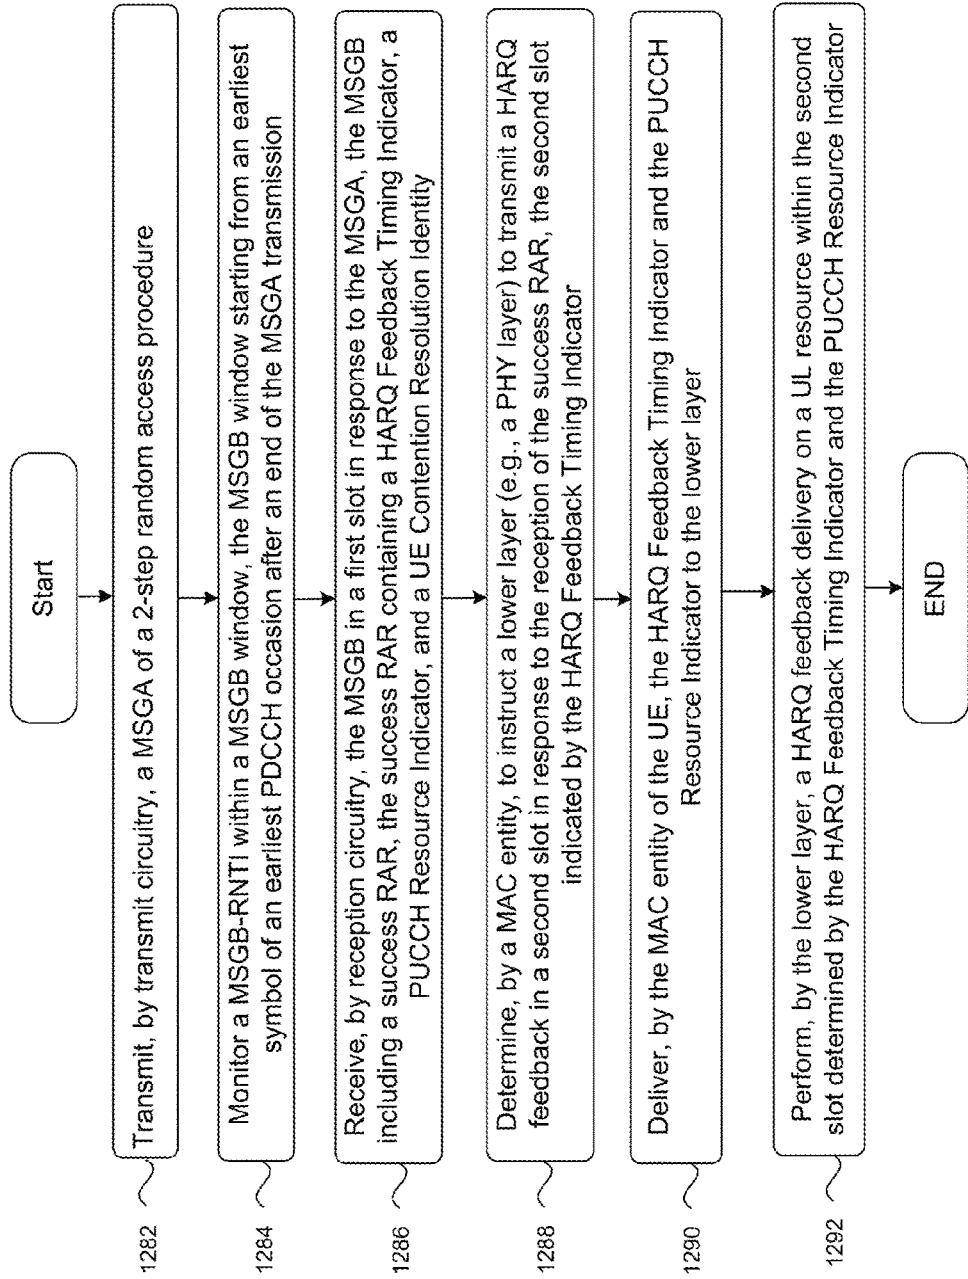 Start
1282
Transmit, by transmit circuitry, a MSGA of a 2-step random access procedure
1284
Monitor a MSGB-RNTI within a MSGB window, the MSGB window starting from an earliest
symbol of an earliest PDCCH occasion after an end of the MSGA transmission
1286
Receive, by reception circuitry, the MSGB in a first slot in response to the MSGA, the MSGB
including a success RAR, the success RAR containing a HARQ Feedback Timing Indicator, a
PUCCH Resource Indicator, and a UE Contention Resolution Identity
1288
Determine, by a MAC entity, to instruct a lower layer (e.g., a PHY layer) to transmit a HARQ
feedback in a second slot in response to the reception of the success RAR, the second slot
indicated by the HARQ Feedback Timing Indicator
1290
Deliver, by the MAC entity of the UE, the HARQ Feedback Timing Indicator and the PUCCH
Resource Indicator to the lower layer
1292
Perform, by the lower layer, a HARQ feedback delivery on a UL resource within the second
slot determined by the HARQ Feedback Timing Indicator and the PUCCH Resource Indicator
END